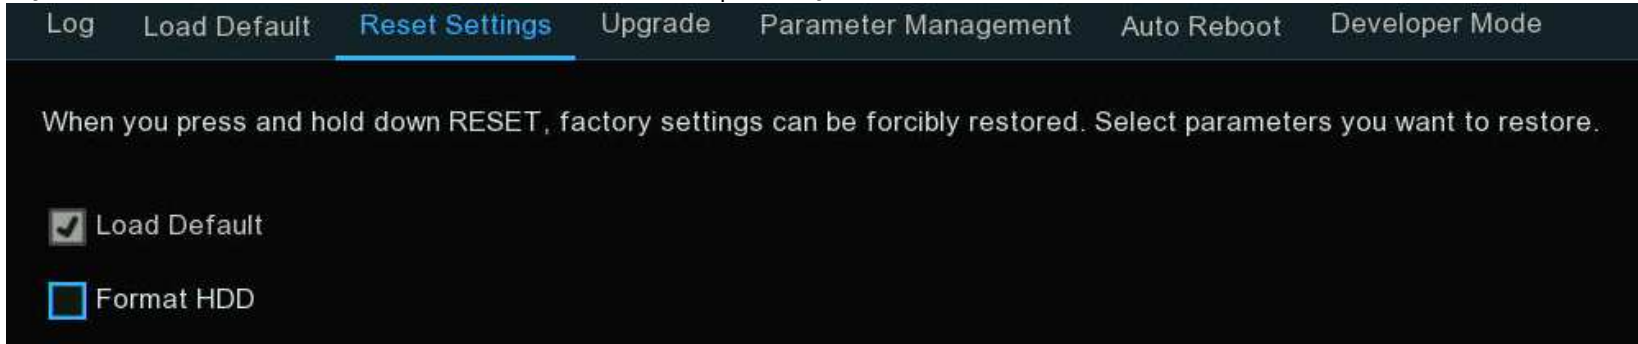 Log Load Default Reset Settings Upgrade Parameter Management Auto Reboot Developer Mode
When you press and hold down RESET, factory settings can be forcibly restored. Select parameters you want to restore.
Load Default
Format HDD